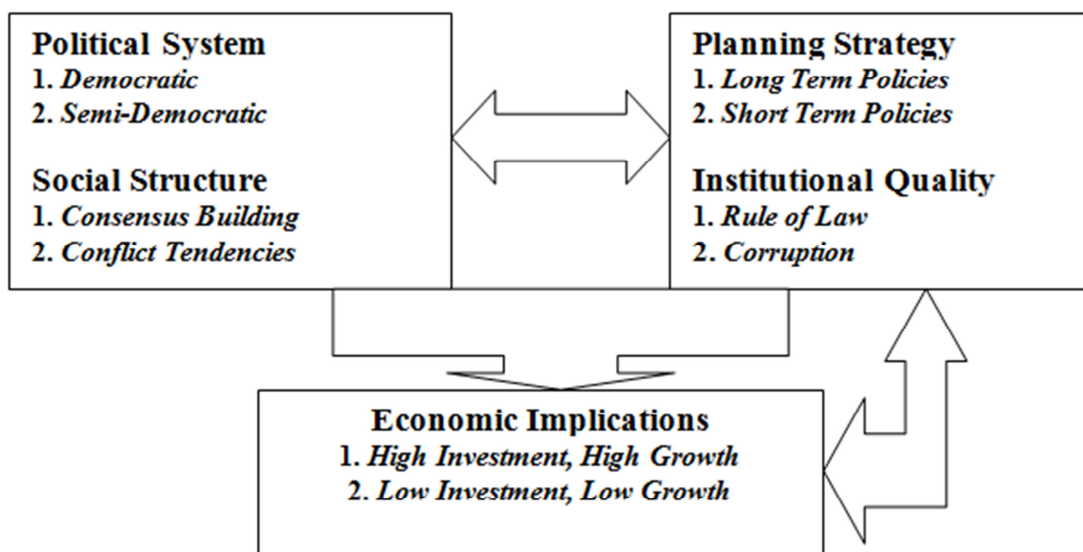 Political System
1. Democratic
2. Semi-Democratic
Social Structure
1. Consensus Building
2. Conflict Tendencies
Planning Strategy
1. Long Term Policies
2. Short Term Policies
Institutional Quality
1. Rule of Law
2. Corruption
Economic Implications
1. High Investment, High Growth
2. Low Investment, Low Growth